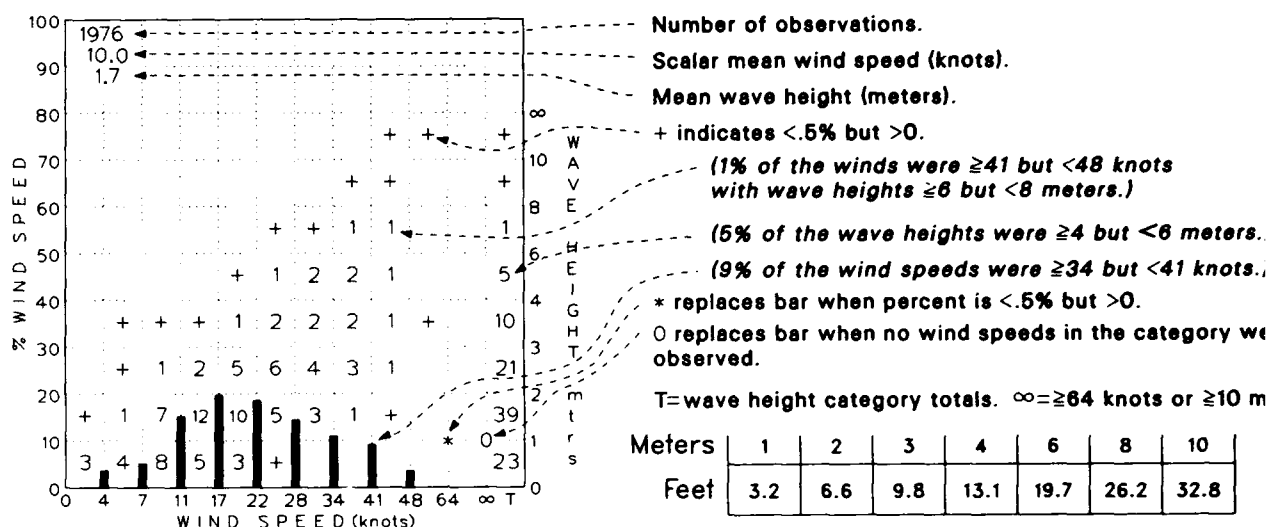 100
1976
Number of observations.
90
10.0
Scalar mean wind speed (knots).
1.7
Mean wave height (meters).
80
∞
+ + +
+ indicates <.5% but >0.
70
10
(1% of the winds were ≧41 but <48 knots
with wave heights ≧6 but <8 meters.)
+ + +
60
8
+ + 1 1 1
50
6
(5% of the wave heights were ≧4 but <6 meters.
+ 1 2 2 1 5
(9% of the wind speeds were ≧34 but <41 knots.)
40
4
* replaces bar when percent is <.5% but >0.
+ + + 1 2 2 2 1 + 10
0 replaces bar when no wind speeds in the category
observed.
30
3
+ 1 2 5 6 4 3 1 21
20
2
T=wave height category totals. ∞=≧64 knots or ≧10 m
+ 1 7 12 10 5 3 1 + 39
10
* 0
1
3 4 8 5 3 + 23
0
0
0 4 7 11 17 22 28 34 41 48 64 ∞ T
WIND SPEED (knots)
% WIND SPEED
WAVE HEIGHT mtrs
Meters 1 2 3 4 6 8 10
Feet 3.2 6.6 9.8 13.1 19.7 26.2 32.8